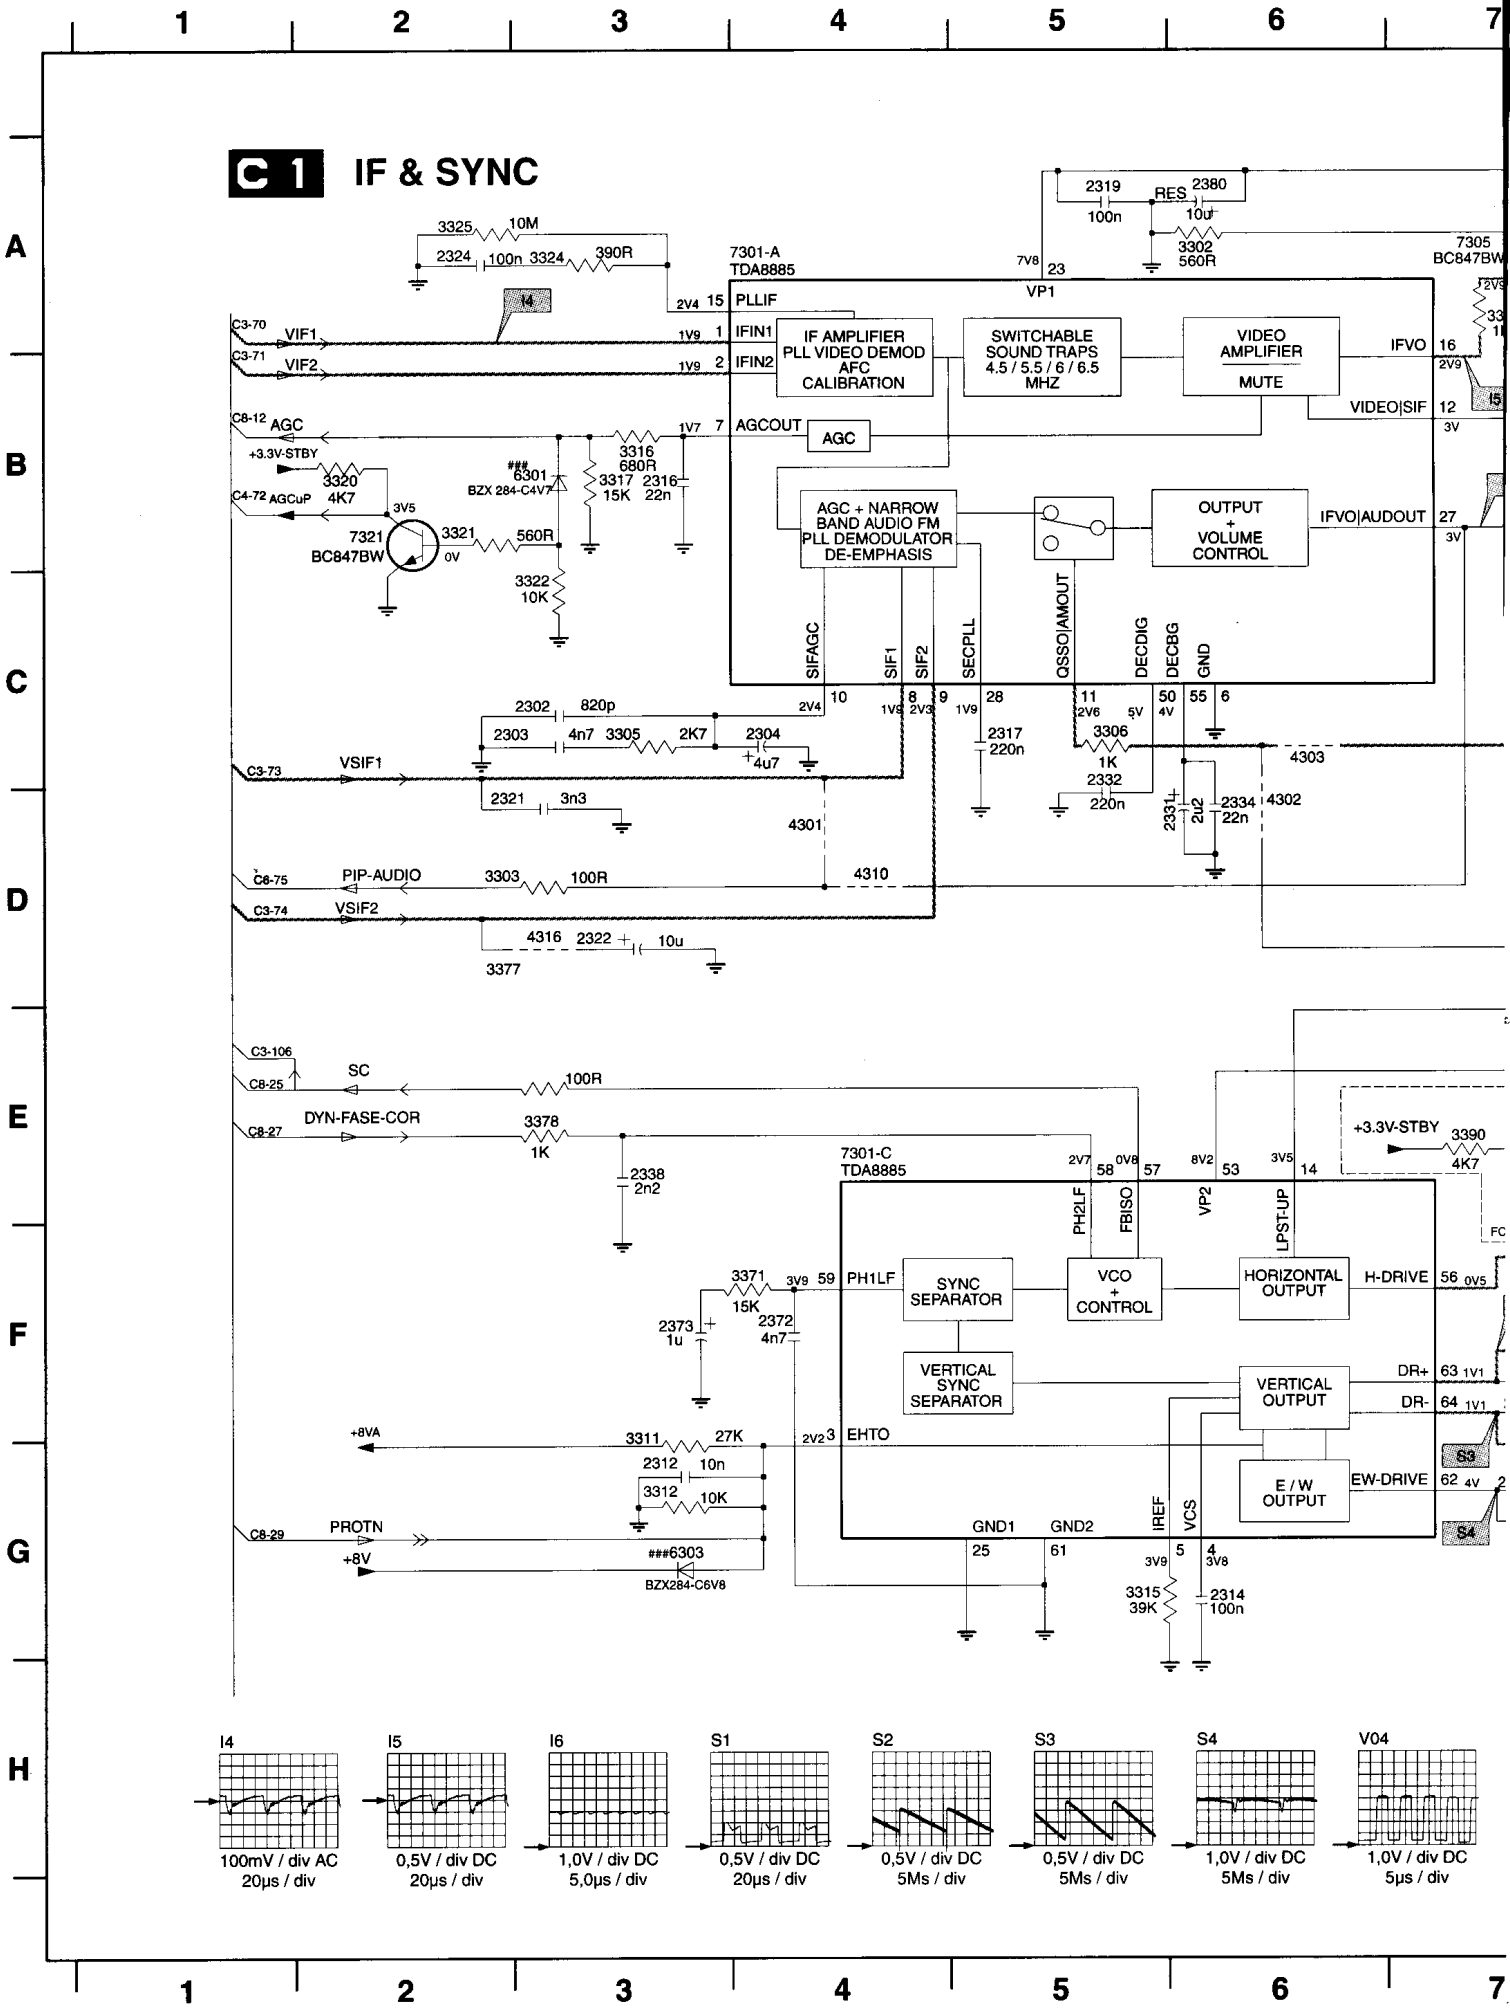 1 2 3 4 5 6 7
C 1 IF & SYNC
A
3325 10M
2324 100n 3324 390R
7301-A
TDA8885
2319
100n
RES 2380
10u
+
3302
560R
7305
BC847BW
7V8 23
VP1
I4
2V4 15 PLLIF
C3-70 VIF1 1V9 1 IFIN1
C3-71 VIF2 1V9 2 IFIN2
IF AMPLIFIER
PLL VIDEO DEMOD
AFC
CALIBRATION
SWITCHABLE
SOUND TRAPS
4.5 / 5.5 / 6 / 6.5
MHZ
VIDEO
AMPLIFIER
MUTE
IFVO 16
2V9
2V9
I5
VIDEO|SIF 12
3V
B
C8-12 AGC 1V7 7 AGCOUT
AGC
+3.3V-STBY
3320
4K7
C4-72 AGCuP
3V5
###
6301
BZX 284-C4V7
3316
680R
3317
15K
2316
22n
7321
BC847BW
3321 560R
0V
3322
10K
AGC + NARROW
BAND AUDIO FM
PLL DEMODULATOR
DE-EMPHASIS
OUTPUT
+
VOLUME
CONTROL
IFVO|AUDOUT 27
3V
C
SIFAGC SIF1 SIF2 SECPLL QSSO|AMOUT DECDIG DECBG GND
10 8 9 28 11 50 55 6
2V4 1V9 2V3 1V9 2V6 5V 4V
2302 820p
2303 4n7 3305 2K7 2304
+ 4u7
2317
220n
3306
1K
4303
C3-73 VSIF1
2332
220n
2321 3n3
2331
+
2u2
2334
22n
4302
4301
D
C6-75 PIP-AUDIO 3303 100R 4310
C3-74 VSIF2
4316 2322 + 10u
3377
E
C3-106
C8-25 SC 100R
C8-27 DYN-FASE-COR 3378
1K
2338
2n2
+3.3V-STBY 3390
4K7
7301-C
TDA8885
2V7 58 0V8 57 8V2 53 3V5 14
PH2LF FBISO VP2 LPST-UP
F
3371
15K
3V9 59 PH1LF
2373
1u
+
2372
4n7
SYNC
SEPARATOR
VCO
+
CONTROL
HORIZONTAL
OUTPUT
H-DRIVE 56 0V5
VERTICAL
SYNC
SEPARATOR
VERTICAL
OUTPUT
DR+ 63 1V1
DR- 64 1V1
+8VA
3311 27K 2V2 3 EHTO
S3
2312 10n
3312 10K
E / W
OUTPUT
EW-DRIVE 62 4V
S4
G
C8-29 PROTN
+8V
###6303
BZX284-C6V8
GND1 GND2 IREF VCS
25 61 5 4
3V9 3V8
3315
39K
2314
100n
H
I4 I5 I6 S1 S2 S3 S4 V04
100mV / div AC 0,5V / div DC 1,0V / div DC 0,5V / div DC 0,5V / div DC 0,5V / div DC 1,0V / div DC 1,0V / div DC
20µs / div 20µs / div 5,0µs / div 20µs / div 5Ms / div 5Ms / div 5Ms / div 5µs / div
1 2 3 4 5 6 7